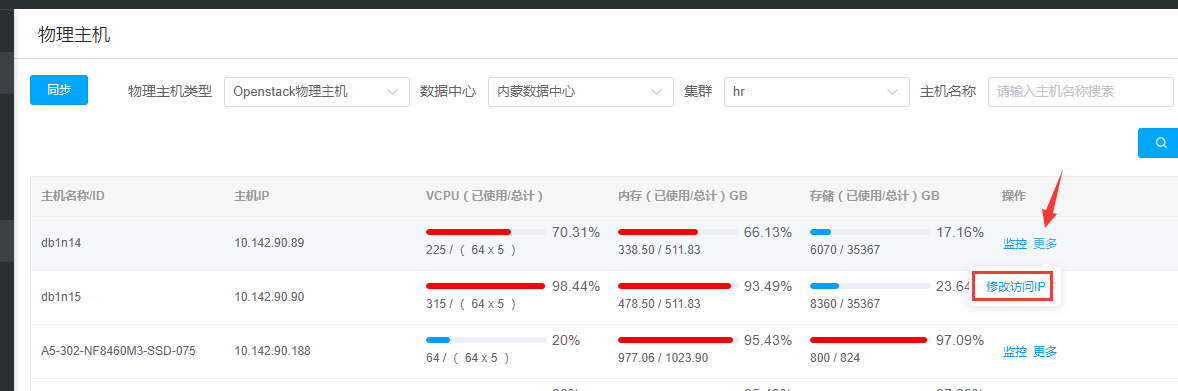 物理主机
同步 物理主机类型 Openstack物理主机 数据中心 内蒙数据中心 集群 hr 主机名称 请输入主机名称搜索
主机名称/ID 主机IP VCPU（已使用/总计） 内存（已使用/总计）GB 存储（已使用/总计）GB 操作
db1n14 10.142.90.89 70.31% 66.13% 17.16% 监控 更多
225 / （ 64 x 5 ） 338.50 / 511.83 6070 / 35367
db1n15 10.142.90.90 98.44% 93.49% 23.64 修改访问IP
315 / （ 64 x 5 ） 478.50 / 511.83 8360 / 35367
A5-302-NF8460M3-SSD-075 10.142.90.188 20% 95.43% 97.09% 监控 更多
64 / （ 64 x 5 ） 977.06 / 1023.90 800 / 824